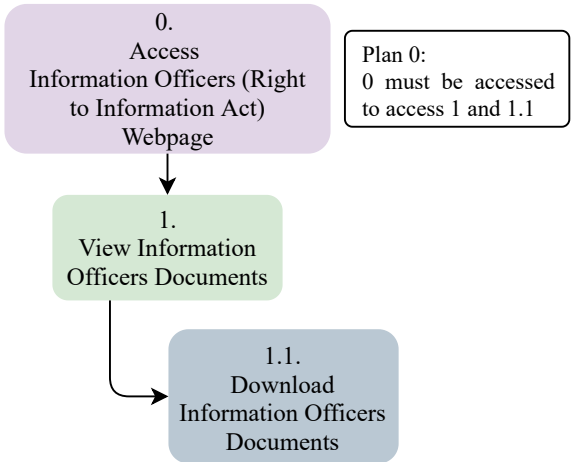 0.
Access
Information Officers (Right
to Information Act)
Webpage
Plan 0:
0 must be accessed
to access 1 and 1.1
1.
View Information
Officers Documents
1.1.
Download
Information Officers
Documents